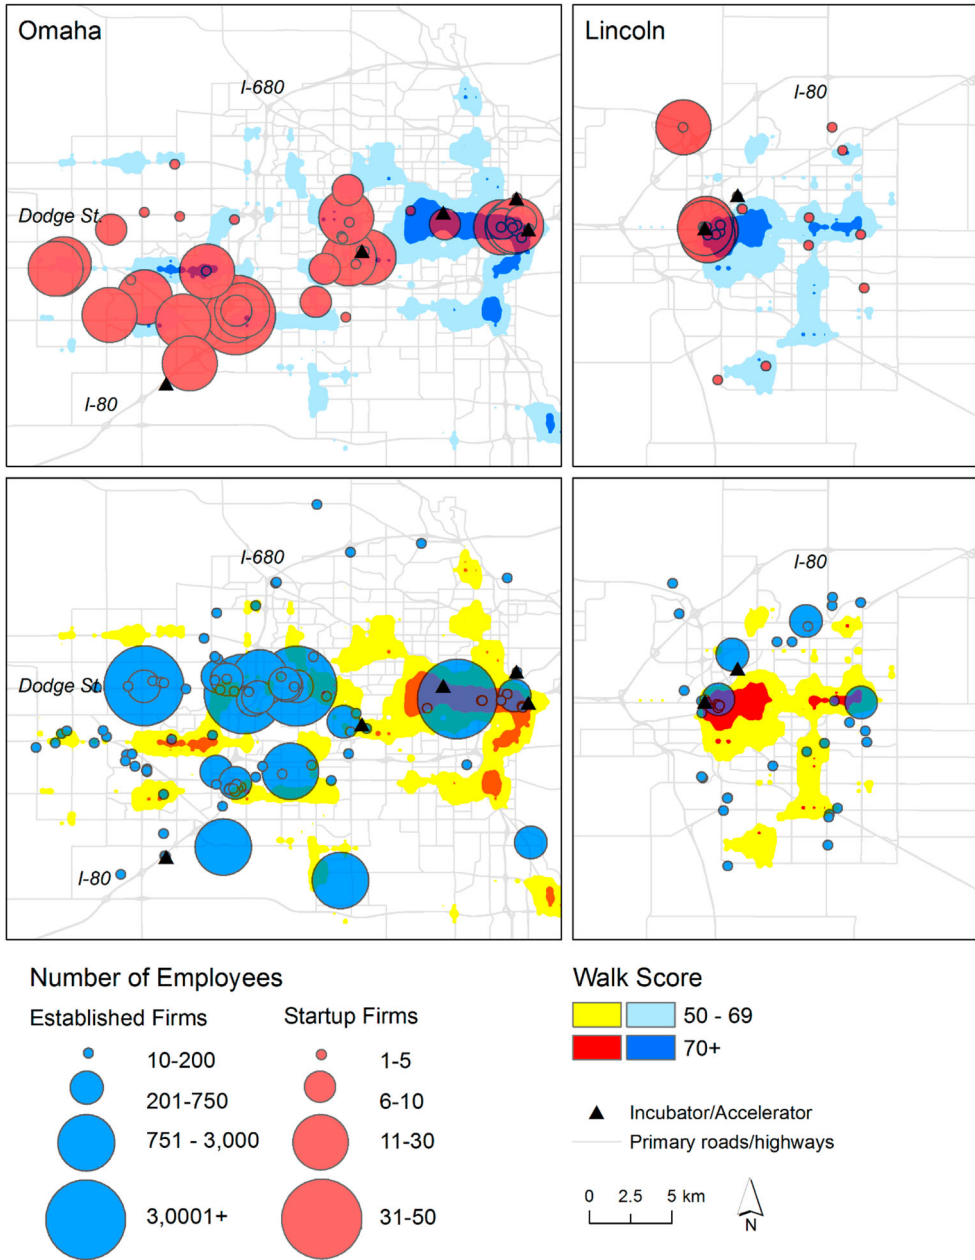 Omaha
I-680
Dodge St.
I-80
Lincoln
I-80
I-680
Dodge St.
I-80
I-80
Number of Employees
Established Firms
10-200
201-750
751 - 3,000
3,0001+
Startup Firms
1-5
6-10
11-30
31-50
Walk Score
50 - 69
70+
Incubator/Accelerator
Primary roads/highways
0 2.5 5 km
N